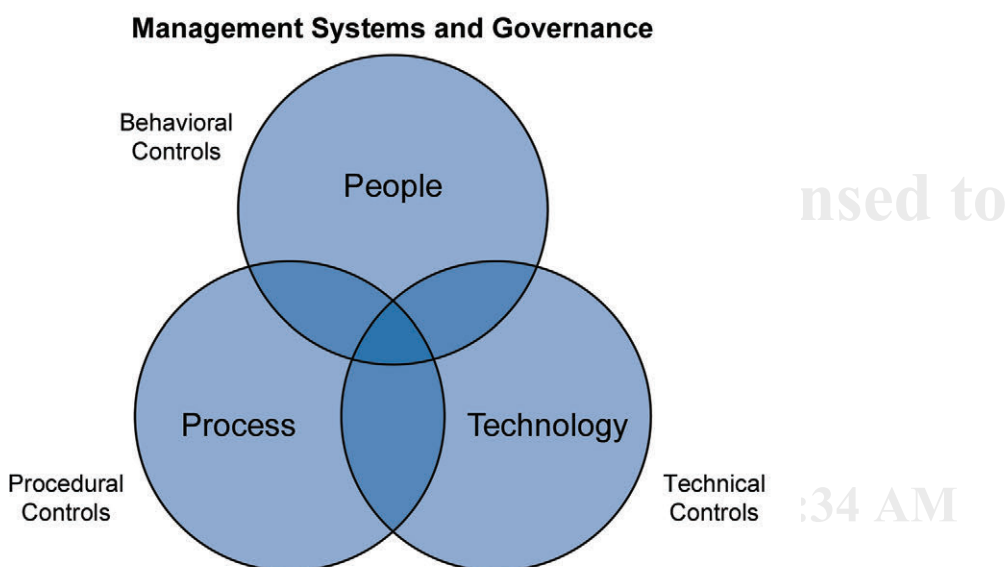 Management Systems and Governance
Behavioral
Controls
People
nsed to
Process
Technology
Procedural
Controls
Technical
Controls
:34 AM